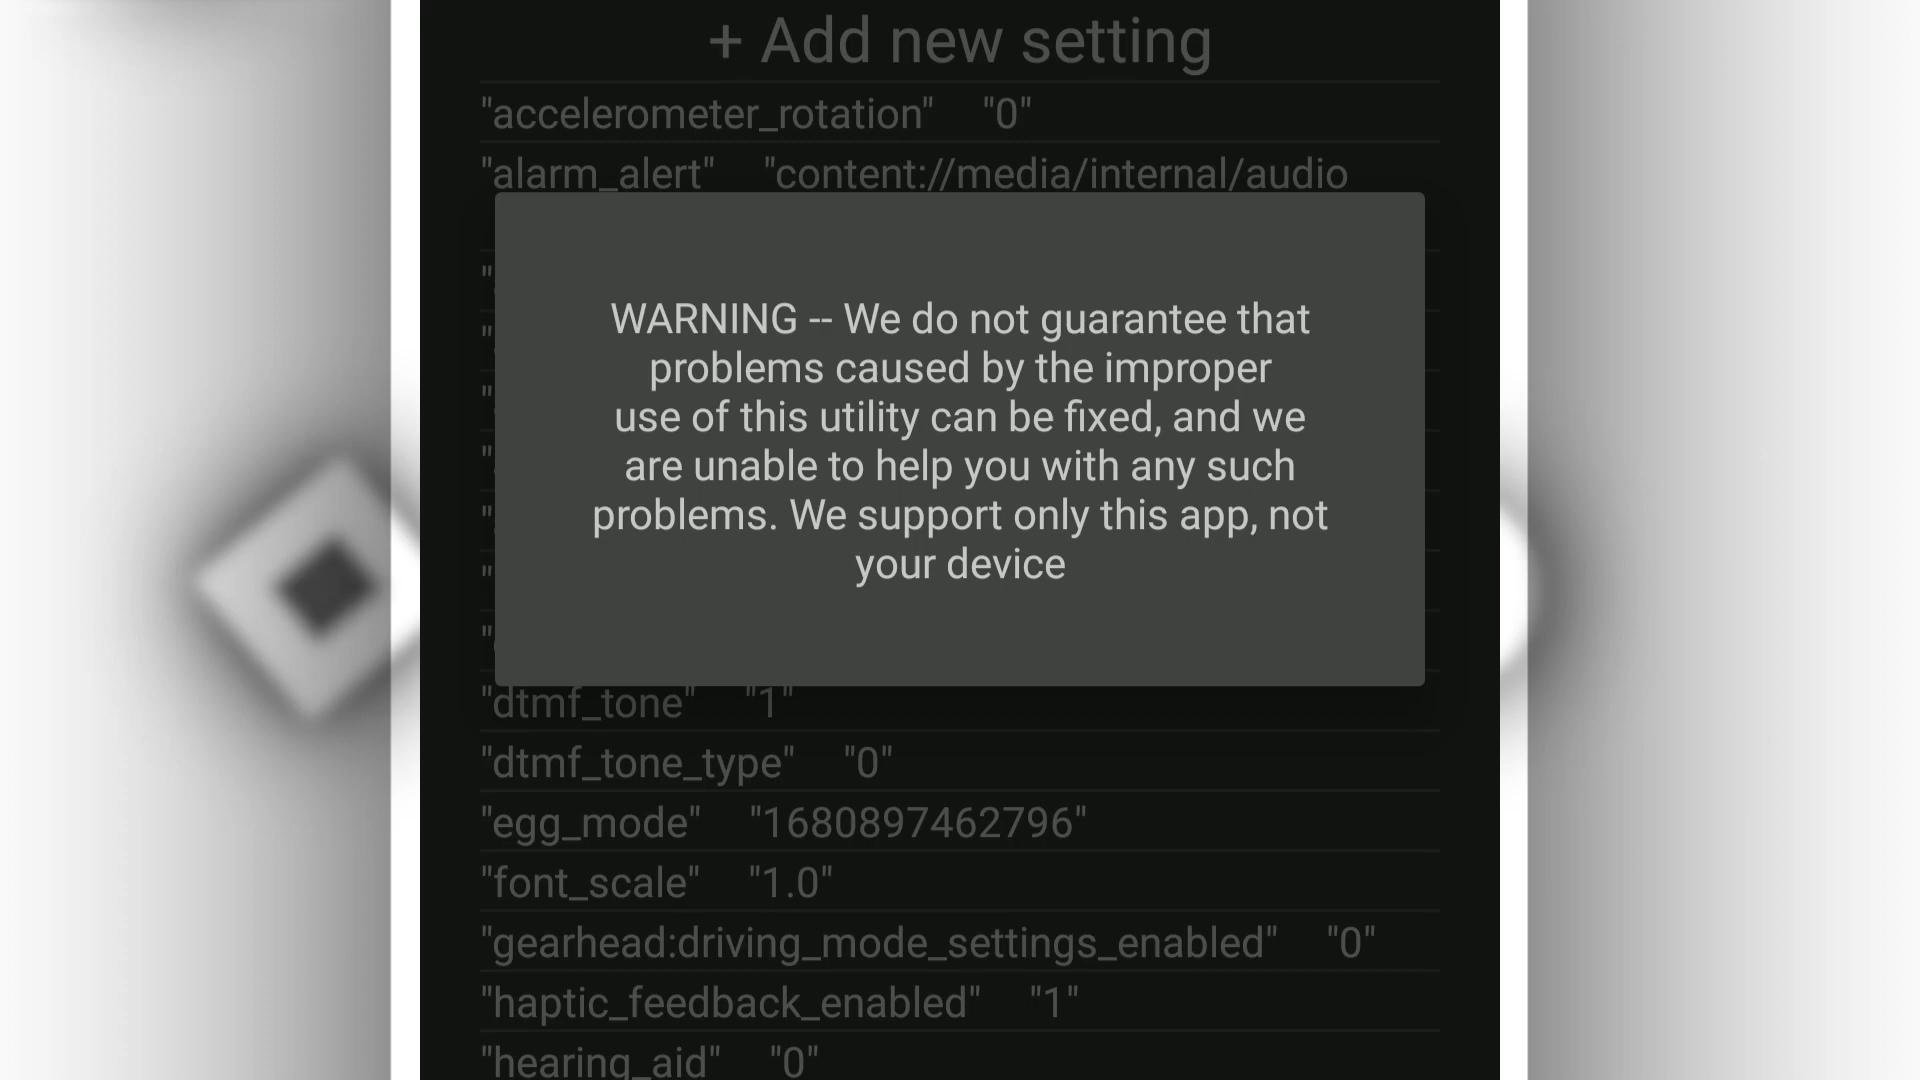 + Add new setting
"accelerometer_rotation" "0"
"alarm_alert" "content://media/internal/audio
WARNING -- We do not guarantee that
problems caused by the improper
use of this utility can be fixed, and we
are unable to help you with any such
problems. We support only this app, not
your device
"dtmf_tone" "1"
"dtmf_tone_type" "0"
"egg_mode" "1680897462796"
"font_scale" "1.0"
"gearhead:driving_mode_settings_enabled" "0"
"haptic_feedback_enabled" "1"
"hearing_aid" "0"